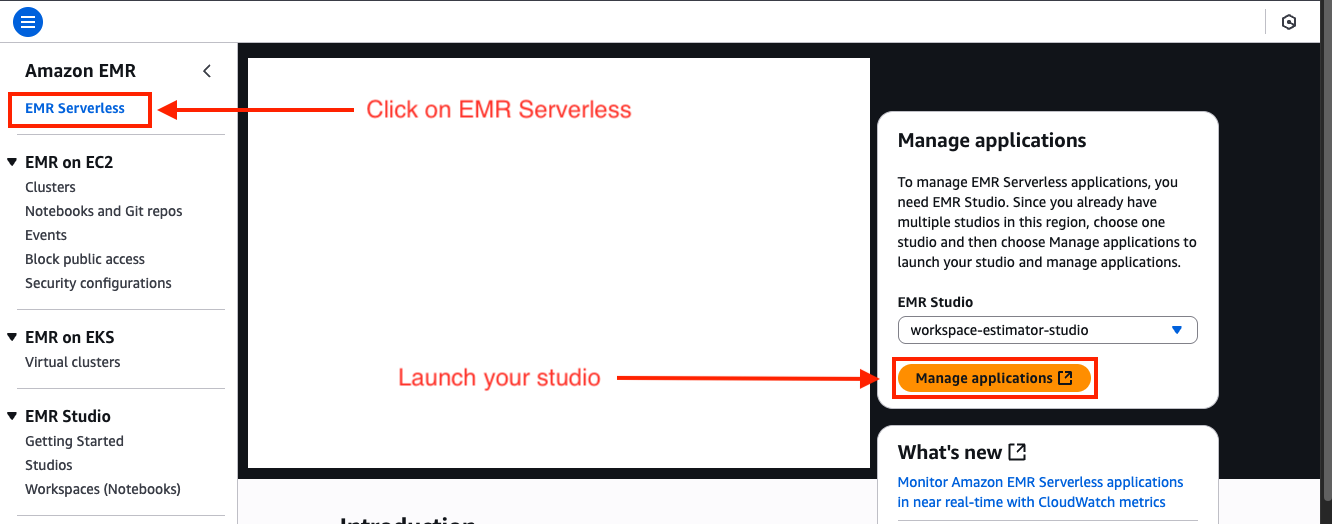 Amazon EMR
EMR Serverless
Click on EMR Serverless
EMR on EC2
Clusters
Notebooks and Git repos
Events
Block public access
Security configurations
EMR on EKS
Virtual clusters
EMR Studio
Getting Started
Studios
Workspaces (Notebooks)
Launch your studio
Manage applications
To manage EMR Serverless applications, you
need EMR Studio. Since you already have
multiple studios in this region, choose one
studio and then choose Manage applications to
launch your studio and manage applications.
EMR Studio
workspace-estimator-studio
Manage applications
What's new
Monitor Amazon EMR Serverless applications
in near real-time with CloudWatch metrics
Introduction